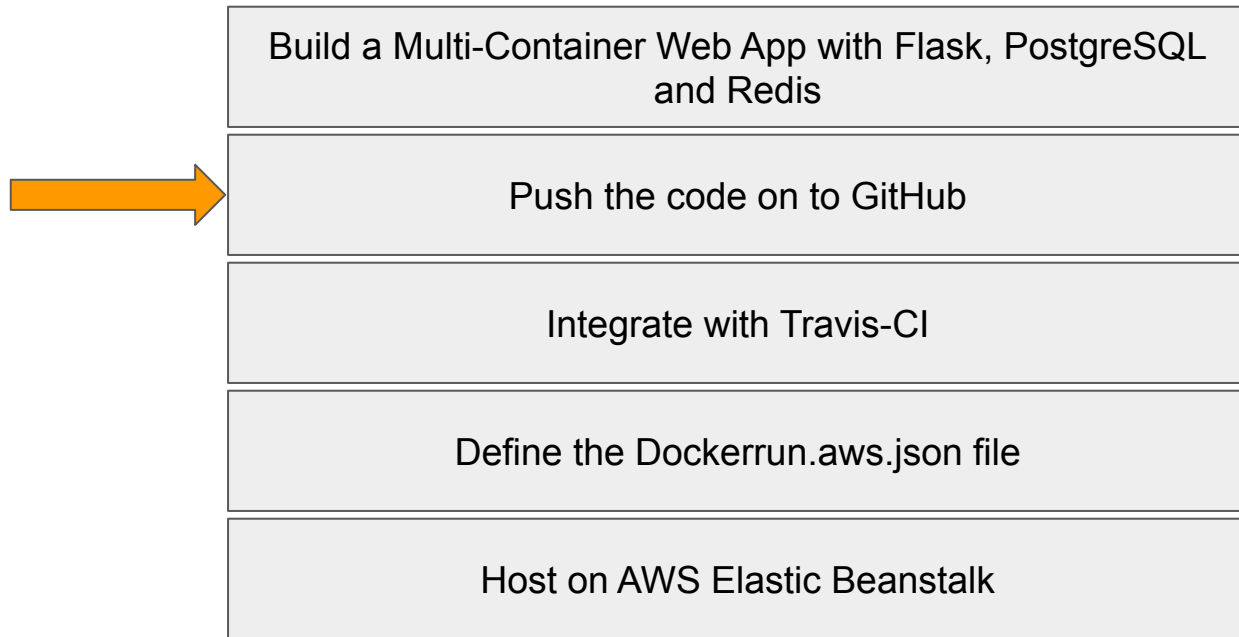 Build a Multi-Container Web App with Flask, PostgreSQL
and Redis
Push the code on to GitHub
Integrate with Travis-CI
Define the Dockerrun.aws.json file
Host on AWS Elastic Beanstalk